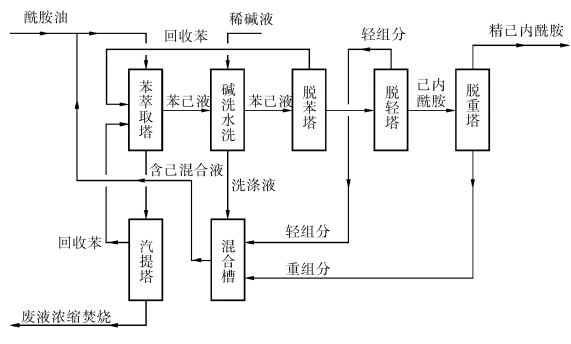 酰胺油
稀碱液
回收苯
轻组分
精己内酰胺
苯萃取塔
苯己液
碱洗水洗
苯己液
脱苯塔
脱轻塔
己内
酰胺
脱重塔
含己混合液
洗涤液
轻组分
回收苯
汽提塔
混合槽
重组分
废液浓缩焚烧